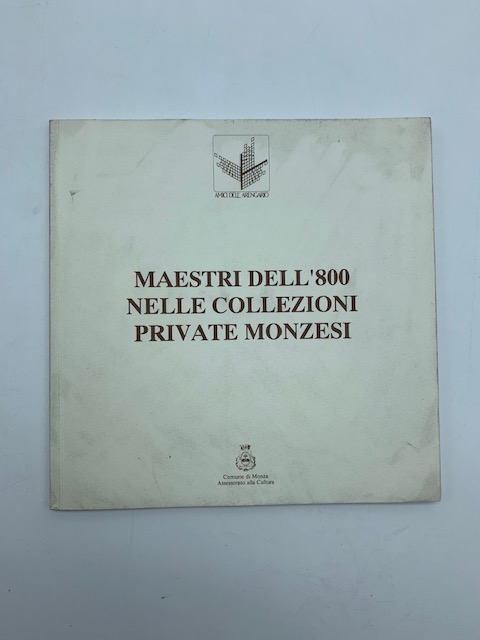 AMICI DELL'ARENGARIO
MAESTRI DELL'800
NELLE COLLEZIONI
PRIVATE MONZESI
Comune di Monza
Assessorato alla Cultura